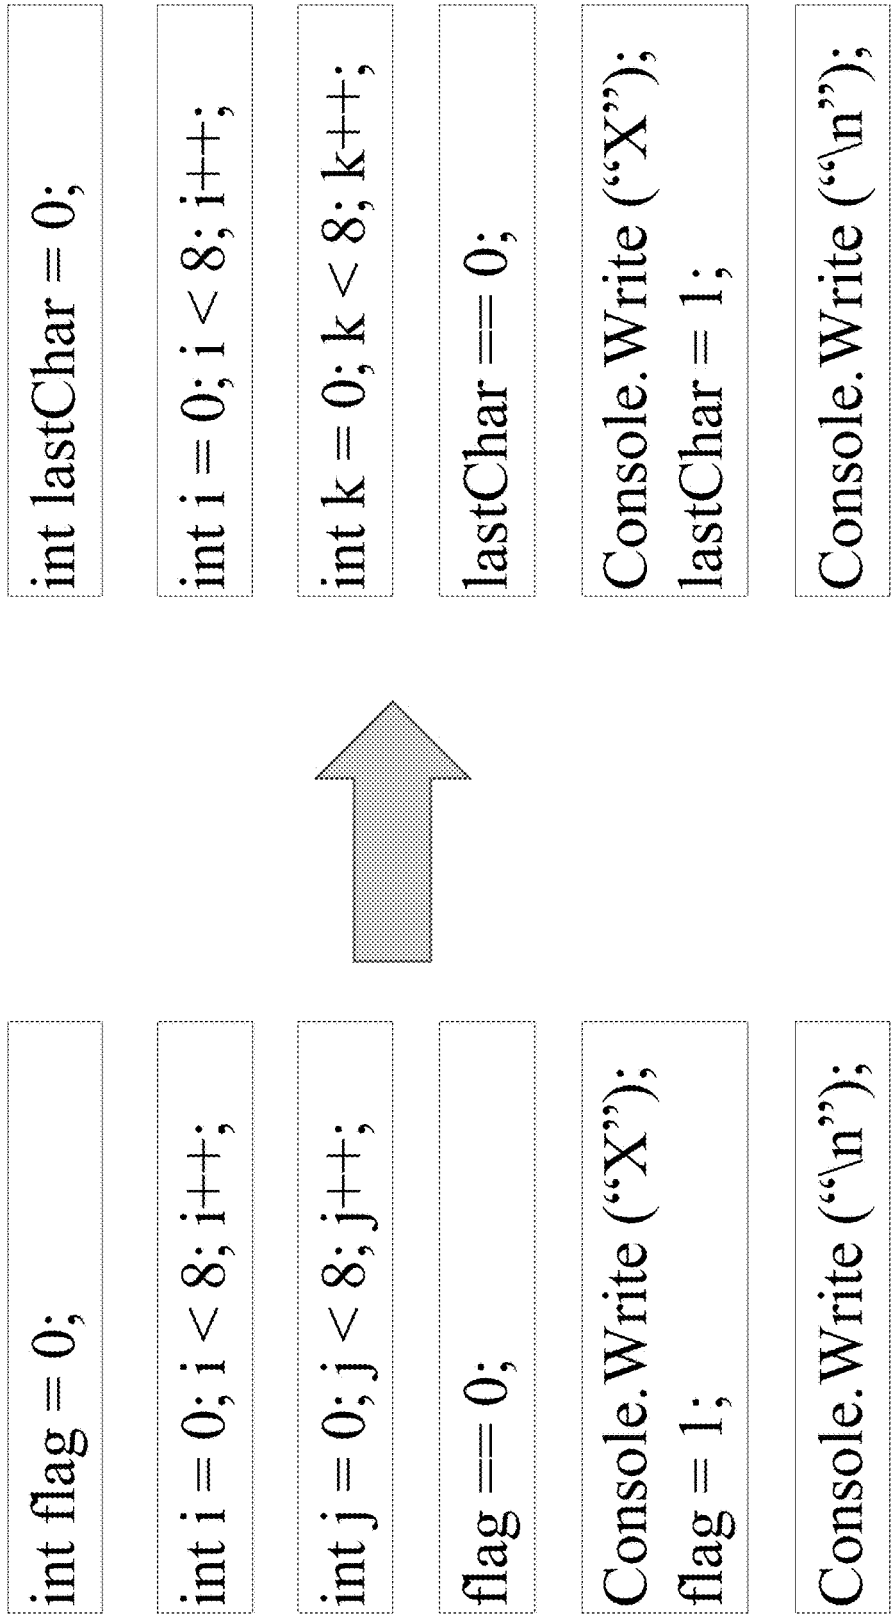 int flag = 0;
int i = 0; i < 8; i++;
int j = 0; j < 8; j++;
flag == 0;
Console.Write (“X”);
flag = 1;
Console.Write (“\n”);
int lastChar = 0;
int i = 0; i < 8; i++;
int k = 0; k < 8; k++;
lastChar == 0;
Console.Write (“X”);
lastChar = 1;
Console.Write (“\n”);